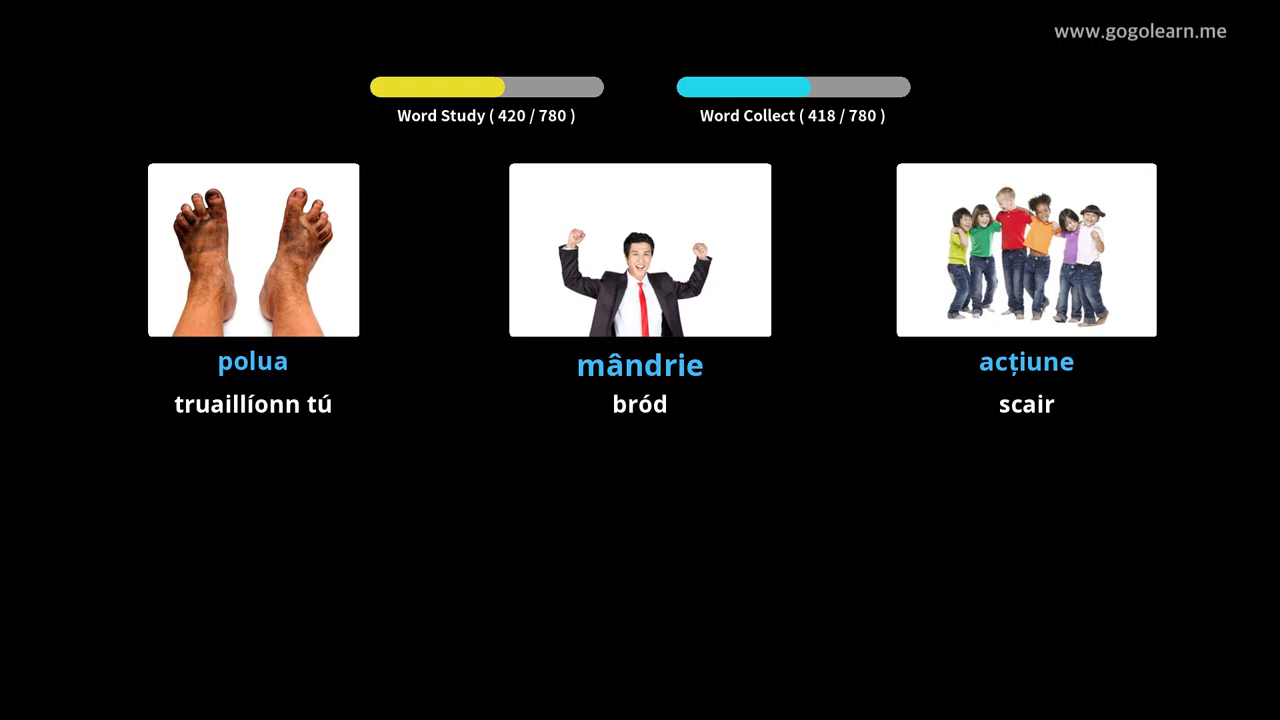 www.gogolearn.me
Word Study ( 420 / 780 )
Word Collect ( 418 / 780 )
polua
mândrie
acțiune
truaillíonn tú
bród
scair